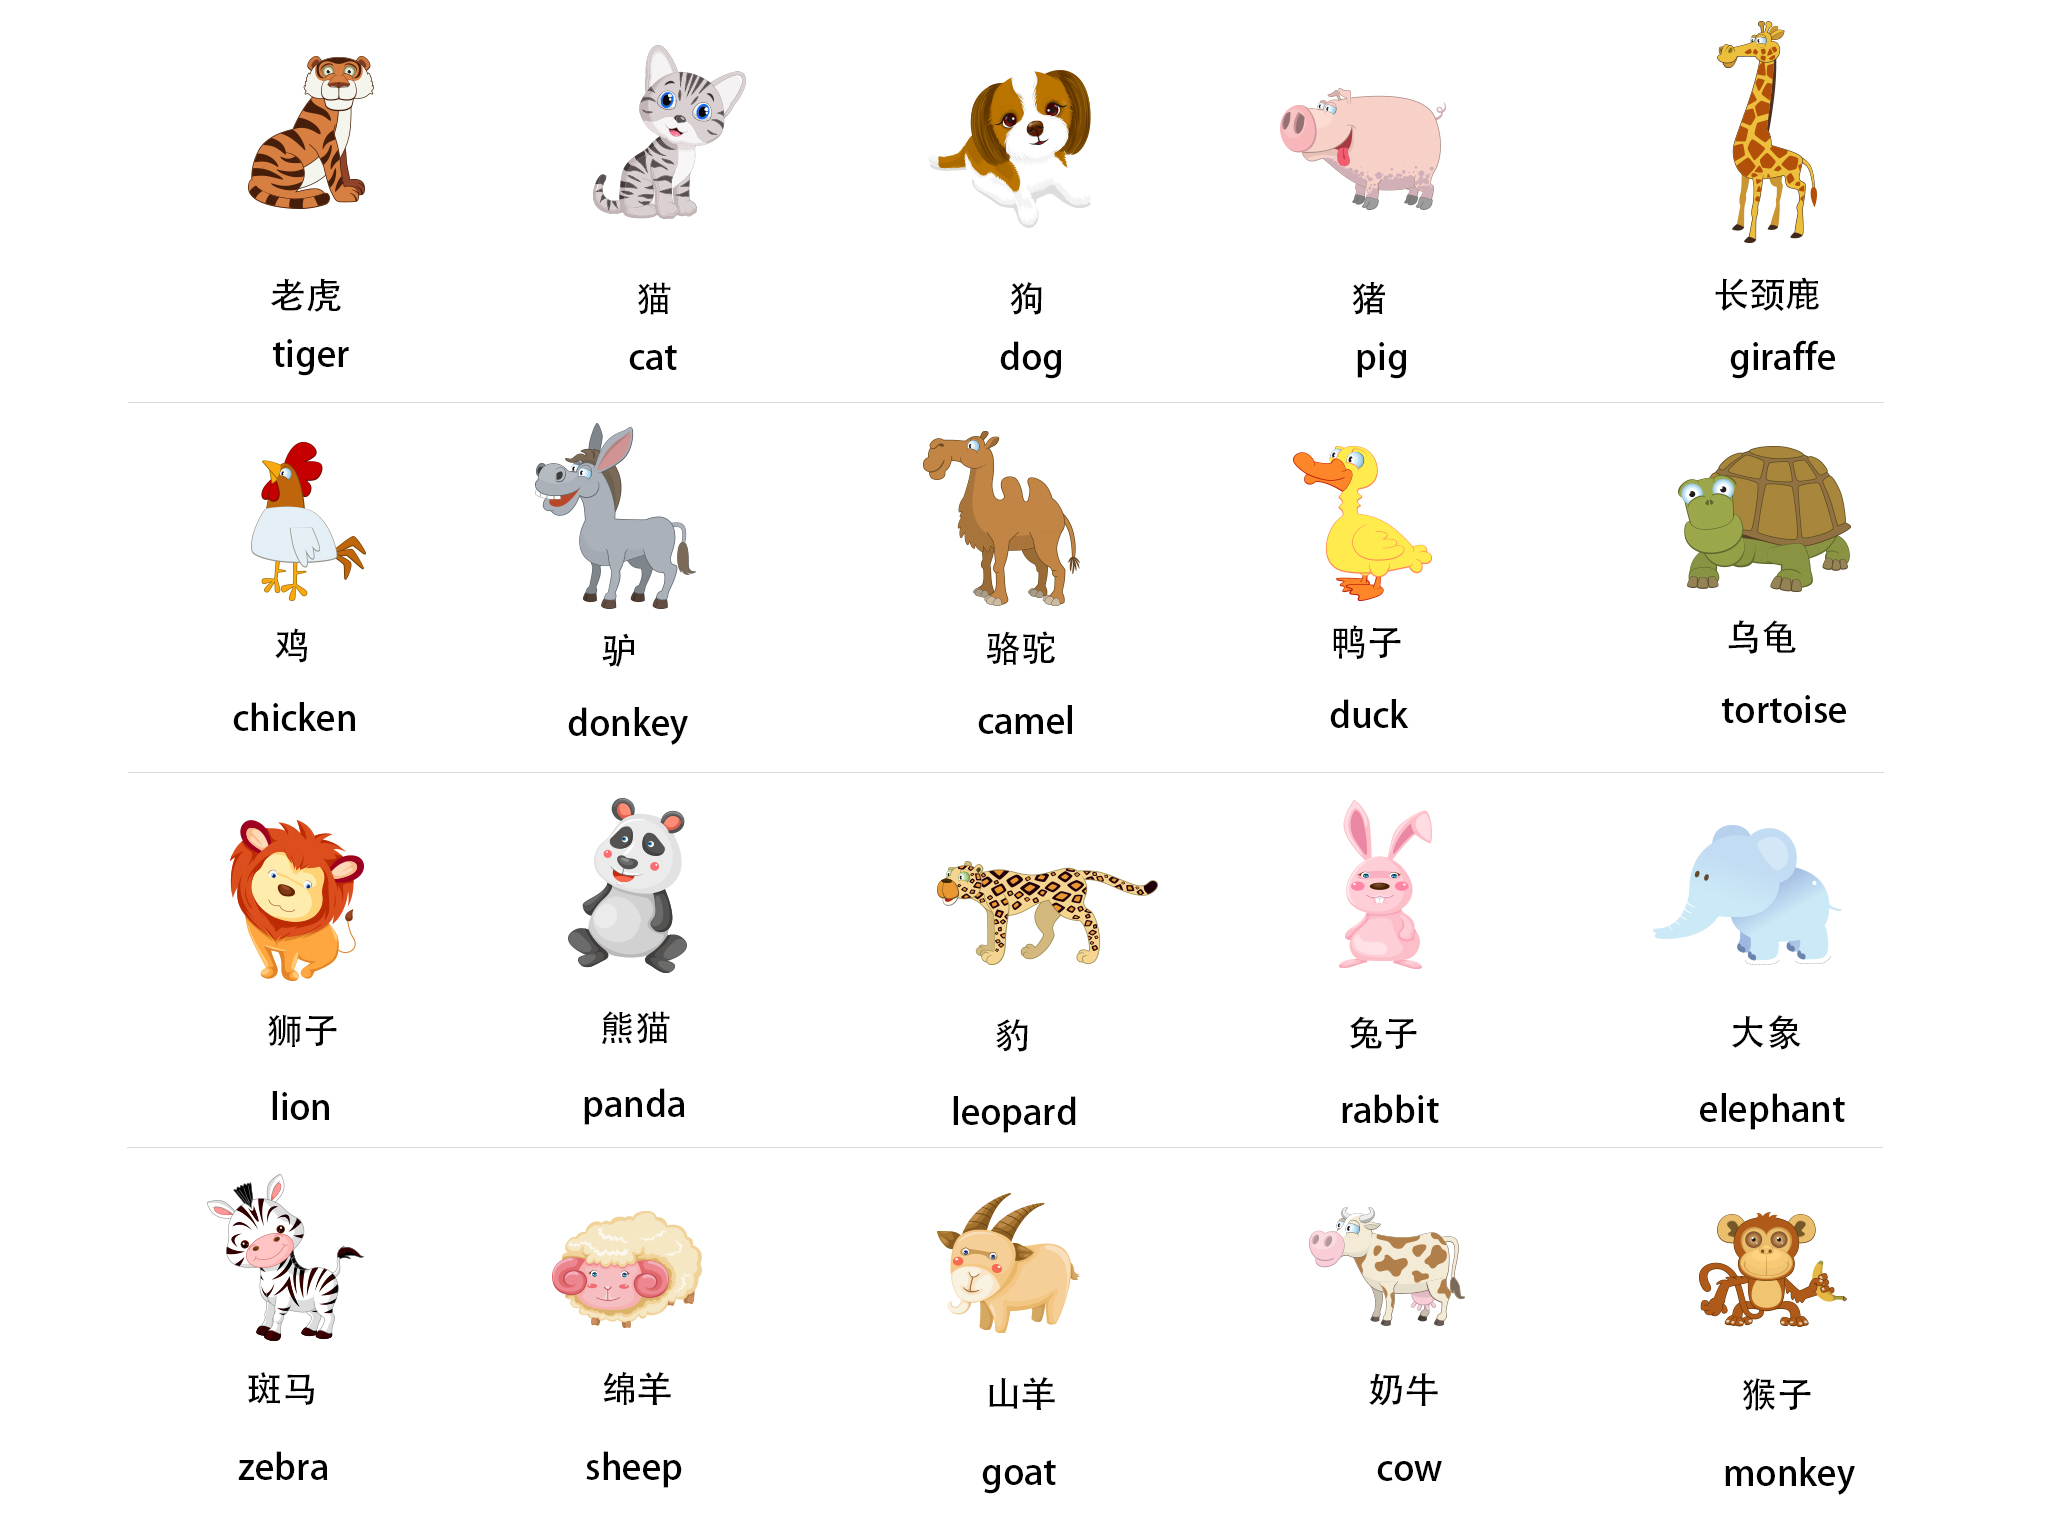 老虎 猫 狗 猪 长颈鹿
tiger cat dog pig giraffe
鸡 驴 骆驼 鸭子 乌龟
chicken donkey camel duck tortoise
狮子 熊猫 豹 兔子 大象
lion panda leopard rabbit elephant
斑马 绵羊 山羊 奶牛 猴子
zebra sheep goat cow monkey